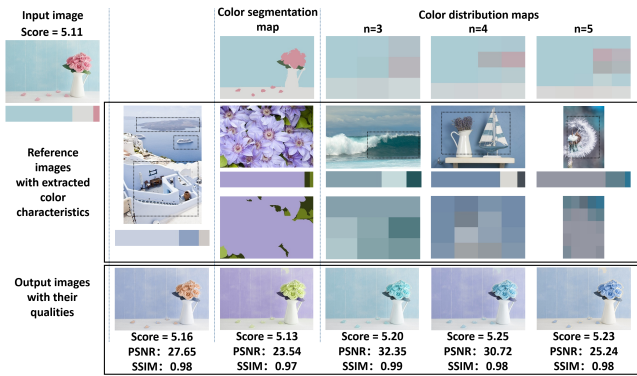 Input image
Score = 5.11
Color segmentation
map
Color distribution maps
n=3
n=4
n=5
Reference
images
with extracted
color
characteristics
Output images
with their
qualities
Score = 5.16
PSNR: 27.65
SSIM: 0.98
Score = 5.13
PSNR: 23.54
SSIM: 0.97
Score = 5.20
PSNR: 32.35
SSIM: 0.99
Score = 5.25
PSNR: 30.72
SSIM: 0.98
Score = 5.23
PSNR: 25.24
SSIM: 0.98